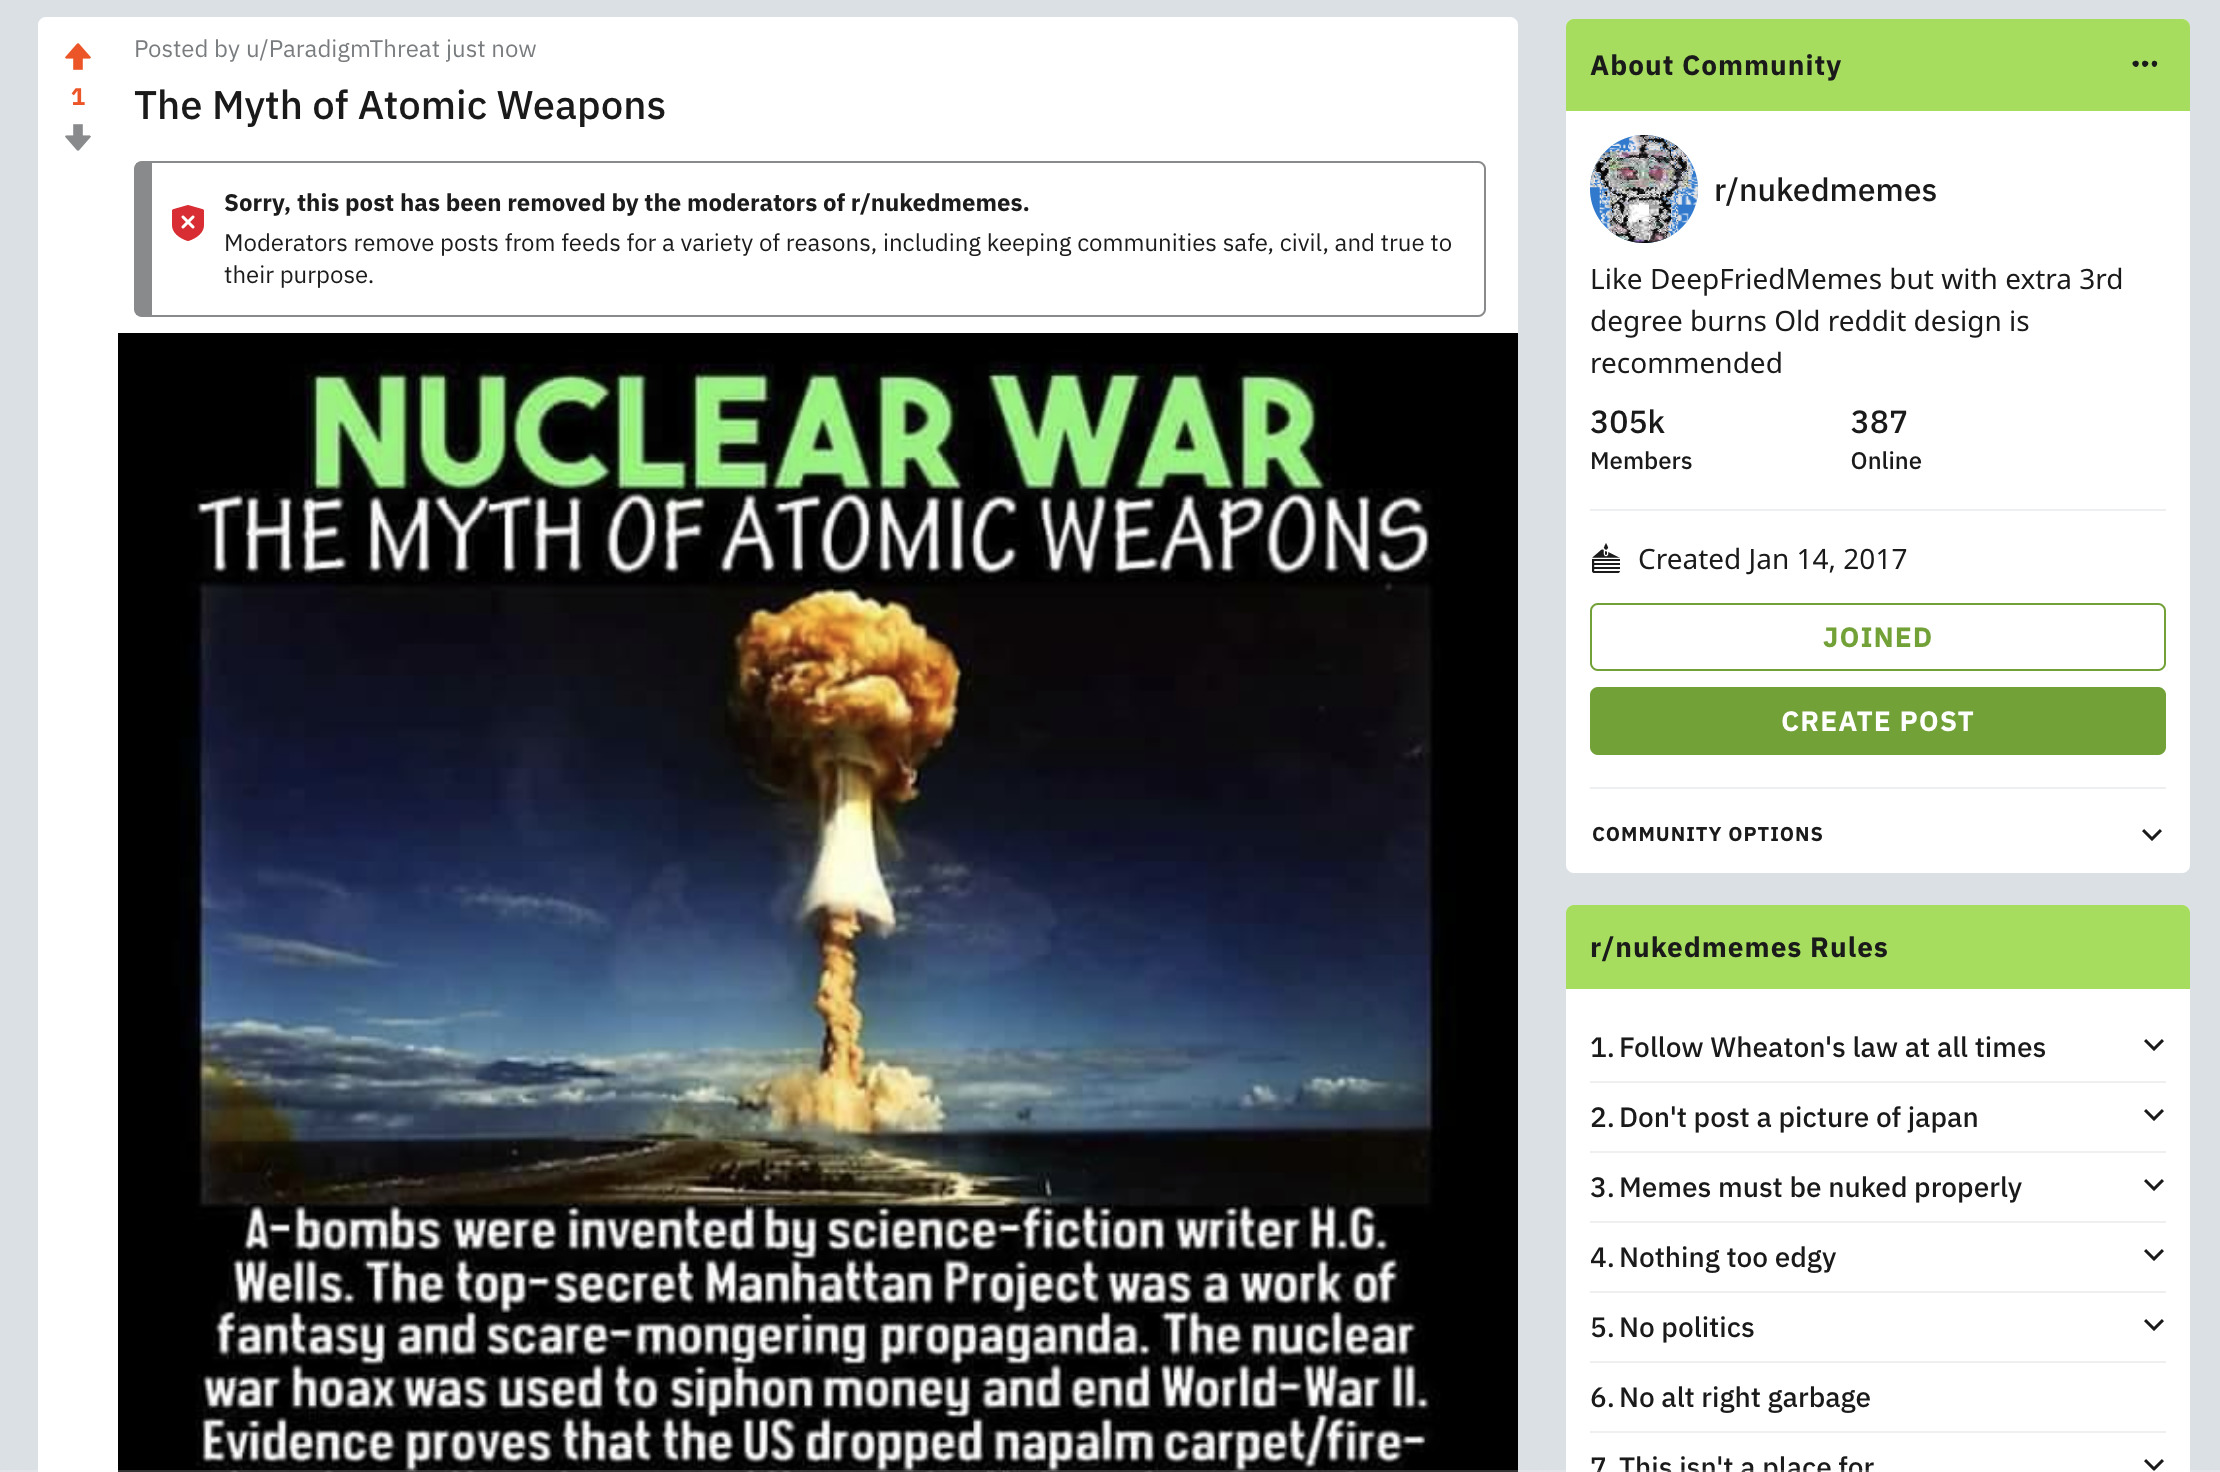 Posted by u/ParadigmThreat just now
1
The Myth of Atomic Weapons
Sorry, this post has been removed by the moderators of r/nukedmemes.
Moderators remove posts from feeds for a variety of reasons, including keeping communities safe, civil, and true to
their purpose.
NUCLEAR WAR
THE MYTH OF ATOMIC WEAPONS
A-bombs were invented by science-fiction writer H.G.
Wells. The top-secret Manhattan Project was a work of
fantasy and scare-mongering propaganda. The nuclear
war hoax was used to siphon money and end World-War II.
Evidence proves that the US dropped napalm carpet/fire-
About Community
r/nukedmemes
Like DeepFriedMemes but with extra 3rd
degree burns Old reddit design is
recommended
305k
Members
387
Online
Created Jan 14, 2017
JOINED
CREATE POST
COMMUNITY OPTIONS
r/nukedmemes Rules
1. Follow Wheaton's law at all times
2. Don't post a picture of japan
3. Memes must be nuked properly
4. Nothing too edgy
5. No politics
6. No alt right garbage
7. This isn't a place for